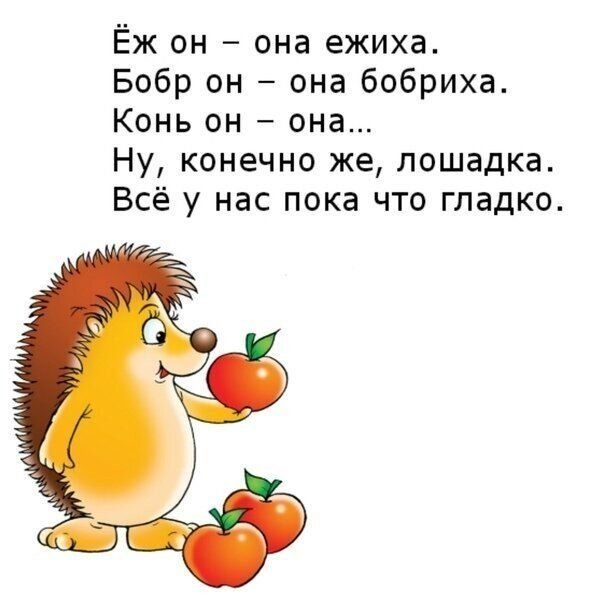 Ёж он – она ежиха.
Бобр он – она бобриха.
Конь он – она...
Ну, конечно же, лошадка.
Всё у нас пока что гладко.